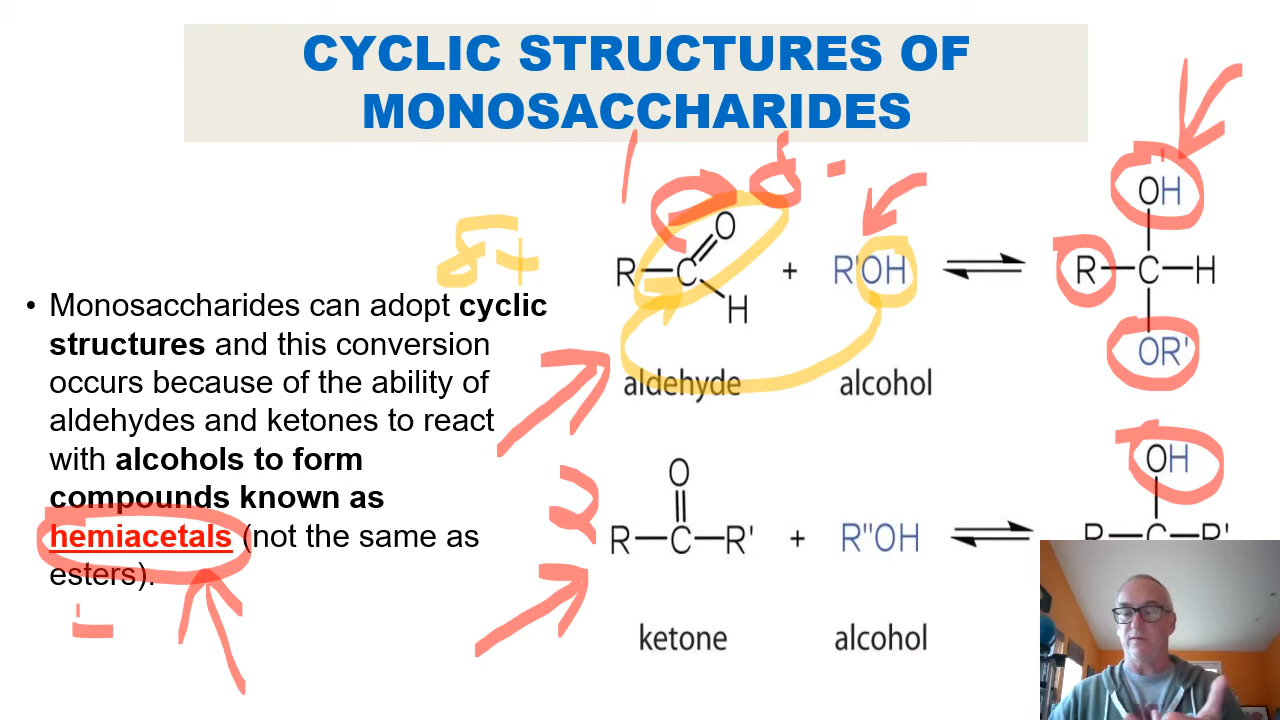 CYCLIC STRUCTURES OF
MONOSACCHARIDES
• Monosaccharides can adopt cyclic
structures and this conversion
occurs because of the ability of
aldehydes and ketones to react
with alcohols to form
compounds known as
hemiacetals (not the same as
esters).
1
δ-
δ+
O
R—C
H
+
R'OH
OH
R—C—H
OR'
aldehyde
alcohol
2
O
R—C—R'
+
R"OH
OH
R—C—R'
ketone
alcohol